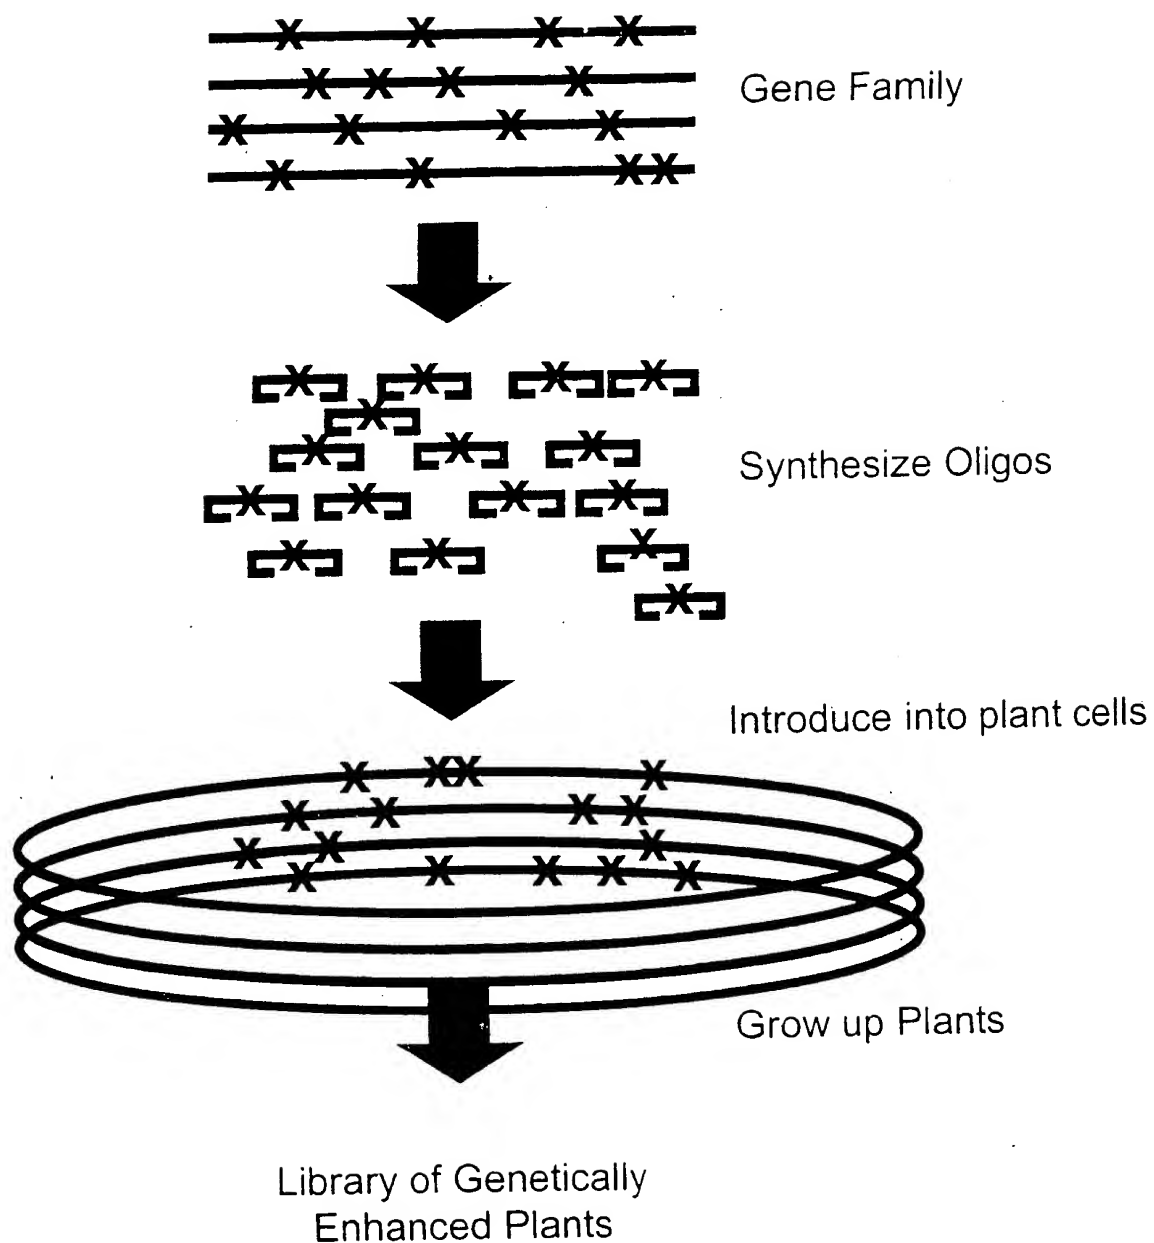 Gene Family
Synthesize Oligos
Introduce into plant cells
Grow up Plants
Library of Genetically
Enhanced Plants